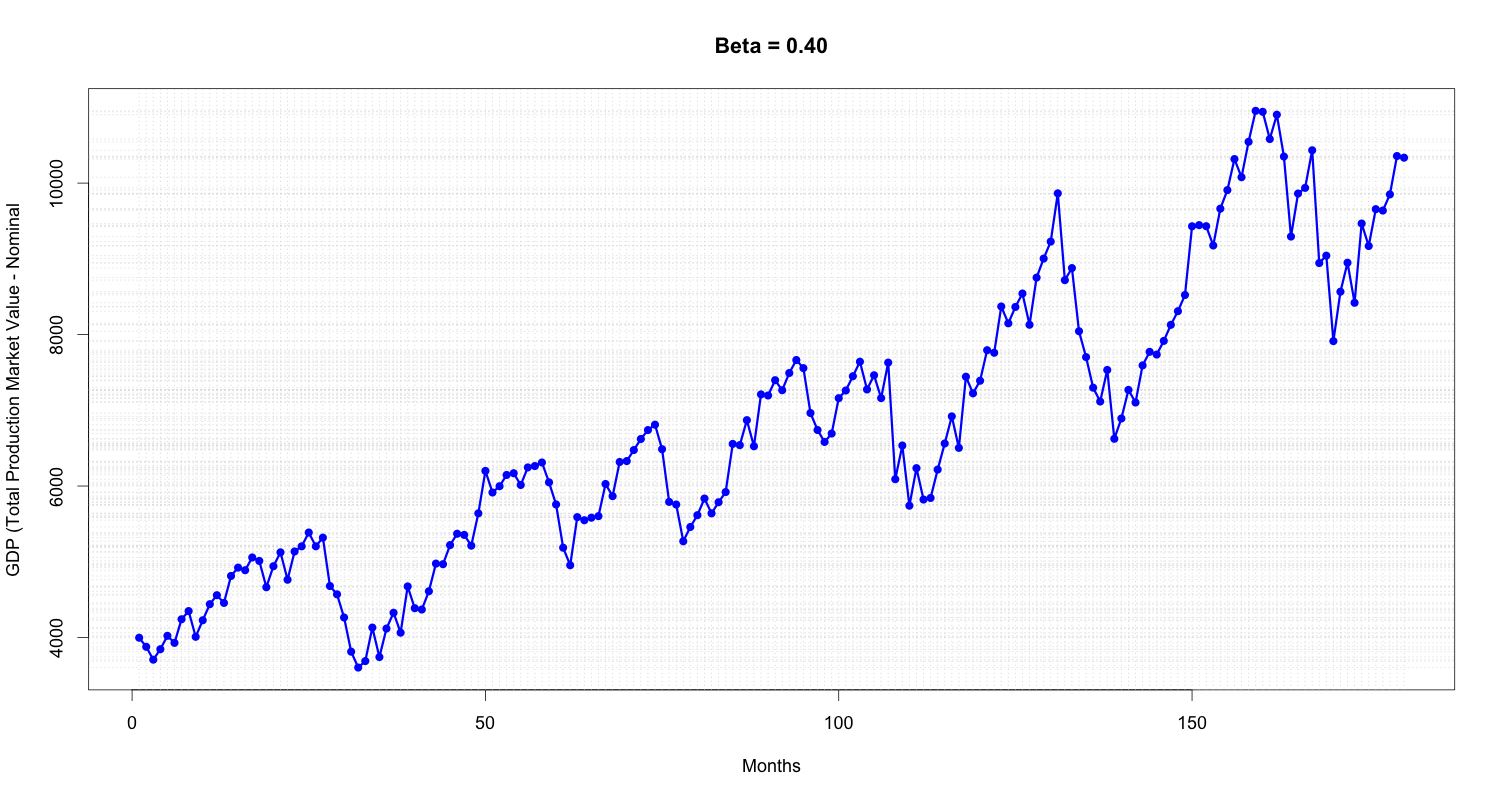 Beta = 0.40
GDP (Total Production Market Value - Nominal
10000
8000
6000
4000
0 50 100 150
Months